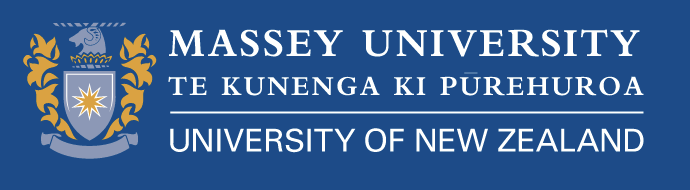 MASSEY UNIVERSITY
TE KUNENGA KI PŪREHUROA
UNIVERSITY OF NEW ZEALAND